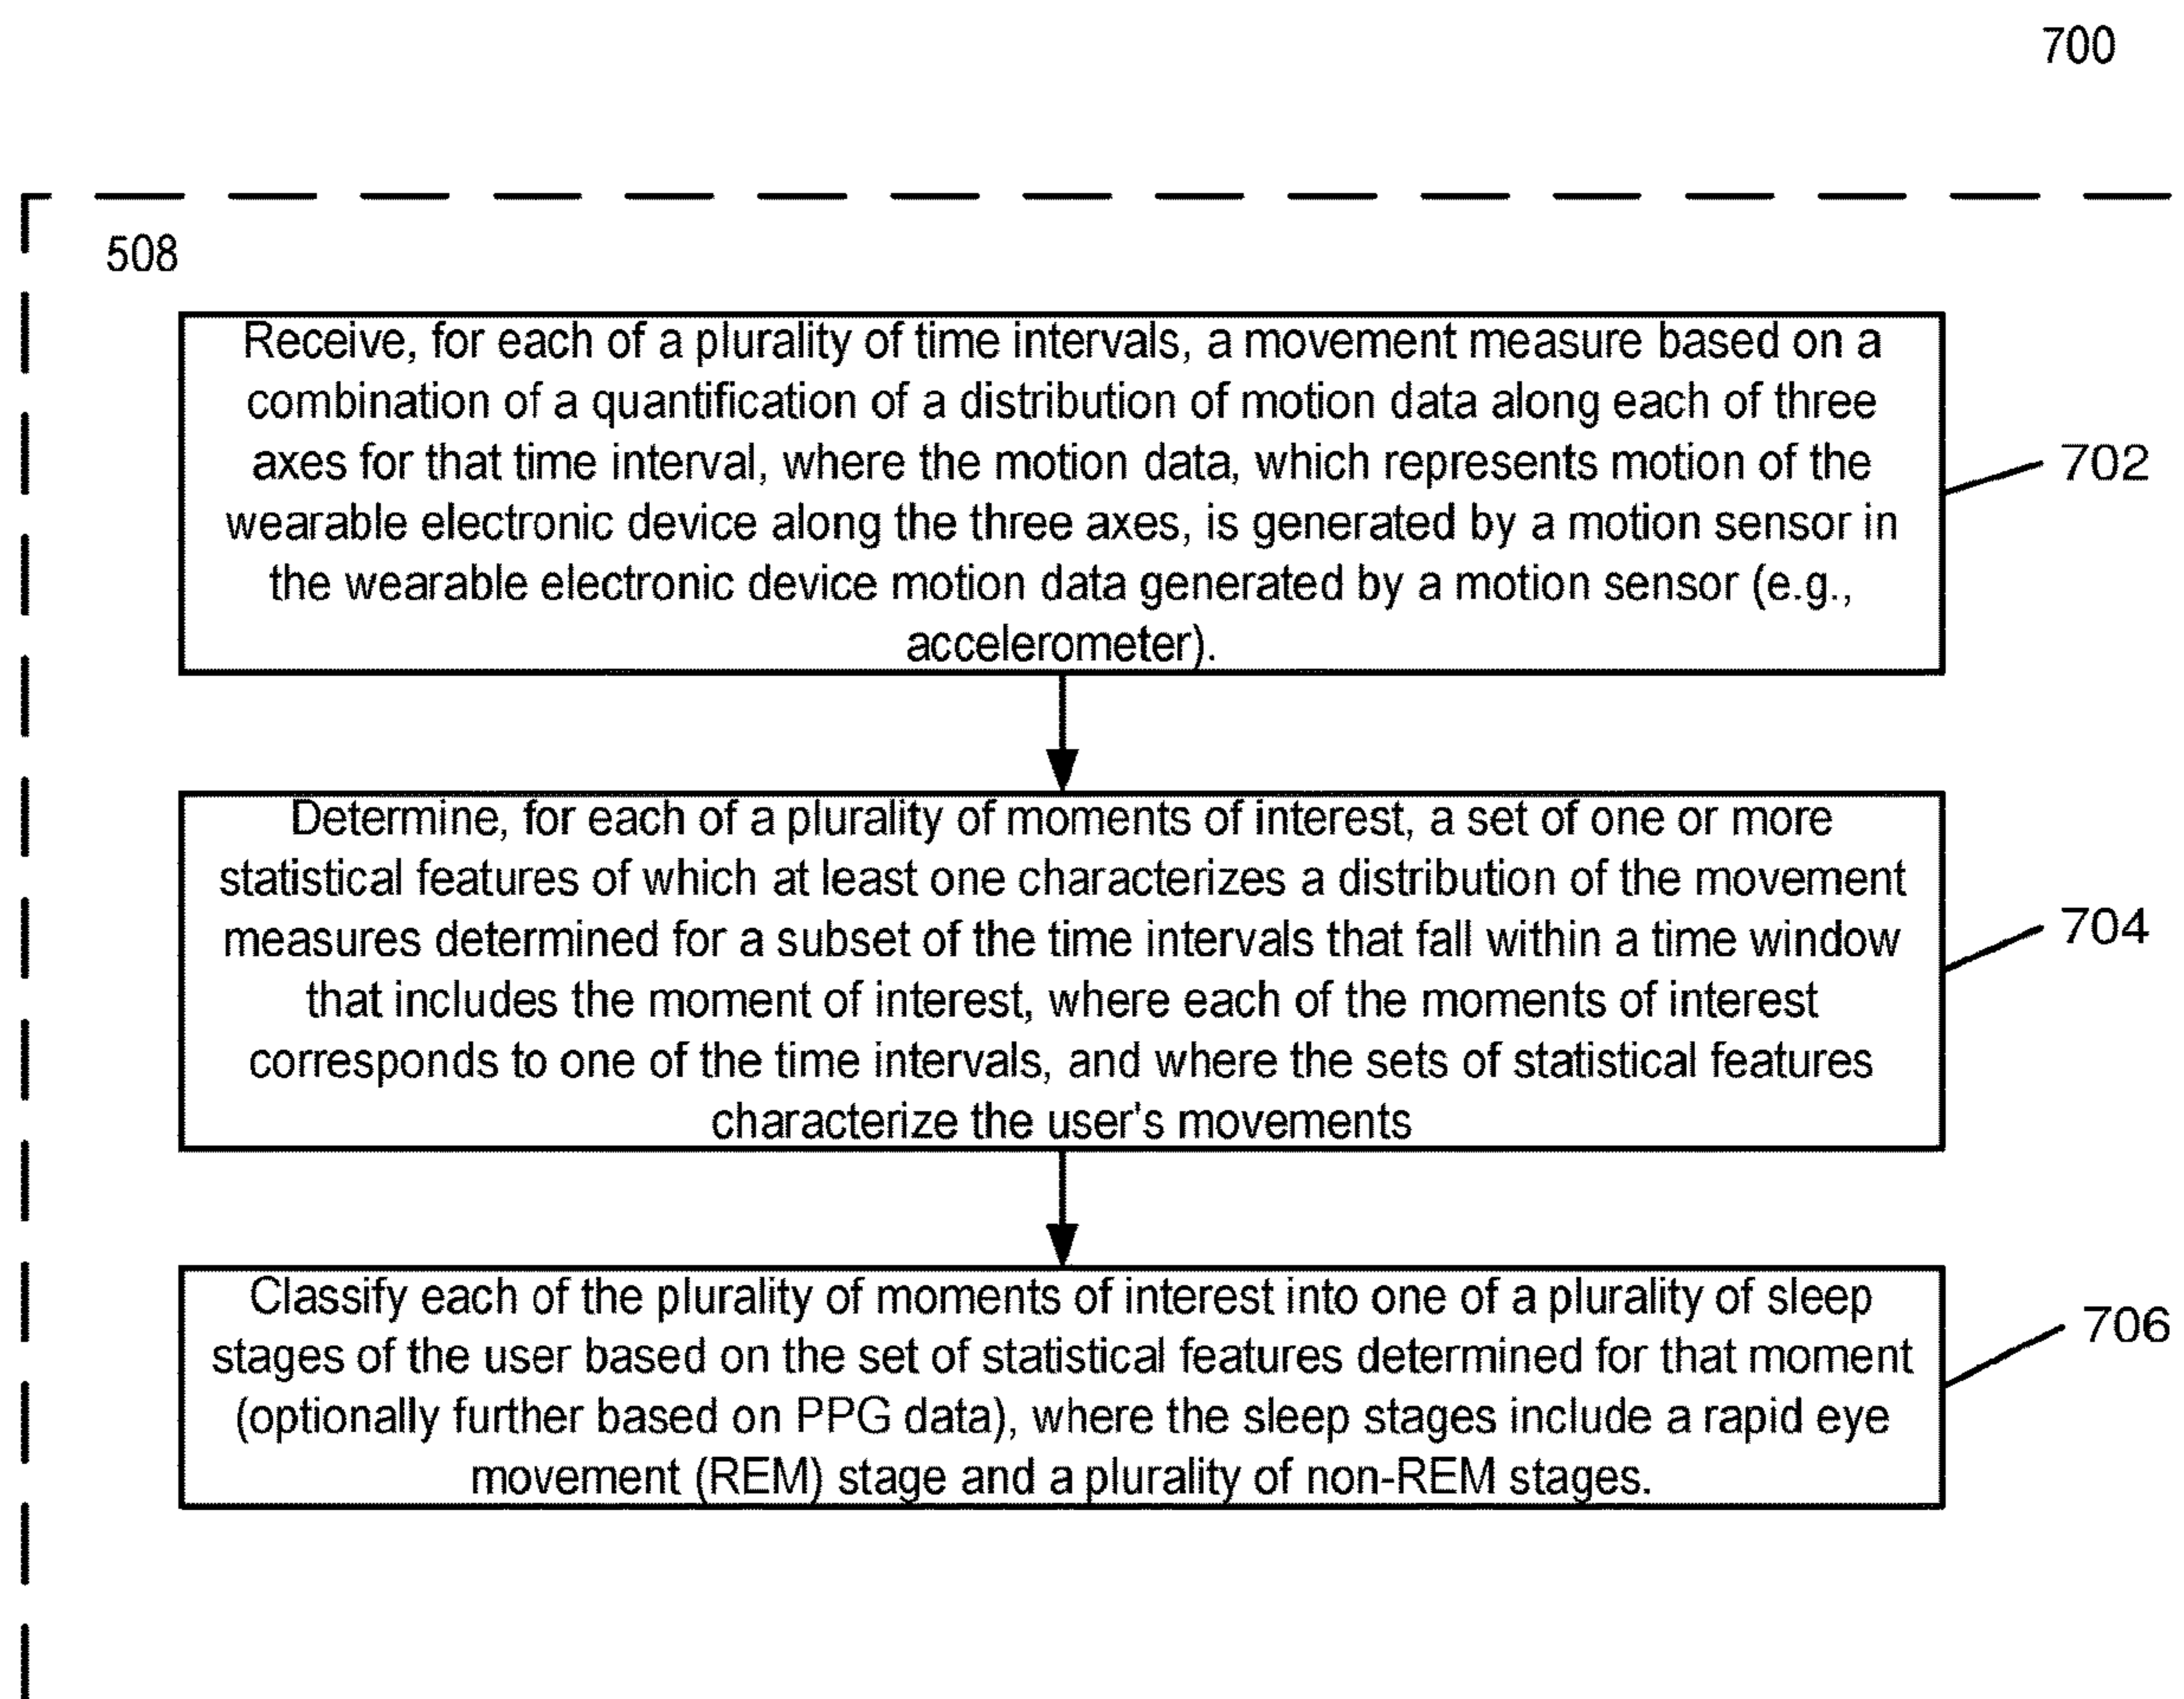 700
508
Receive, for each of a plurality of time intervals, a movement measure based on a
combination of a quantification of a distribution of motion data along each of three
axes for that time interval, where the motion data, which represents motion of the
wearable electronic device along the three axes, is generated by a motion sensor in
the wearable electronic device motion data generated by a motion sensor (e.g.,
accelerometer).
702
Determine, for each of a plurality of moments of interest, a set of one or more
statistical features of which at least one characterizes a distribution of the movement
measures determined for a subset of the time intervals that fall within a time window
that includes the moment of interest, where each of the moments of interest
corresponds to one of the time intervals, and where the sets of statistical features
characterize the user's movements
704
Classify each of the plurality of moments of interest into one of a plurality of sleep
stages of the user based on the set of statistical features determined for that moment
(optionally further based on PPG data), where the sleep stages include a rapid eye
movement (REM) stage and a plurality of non-REM stages.
706